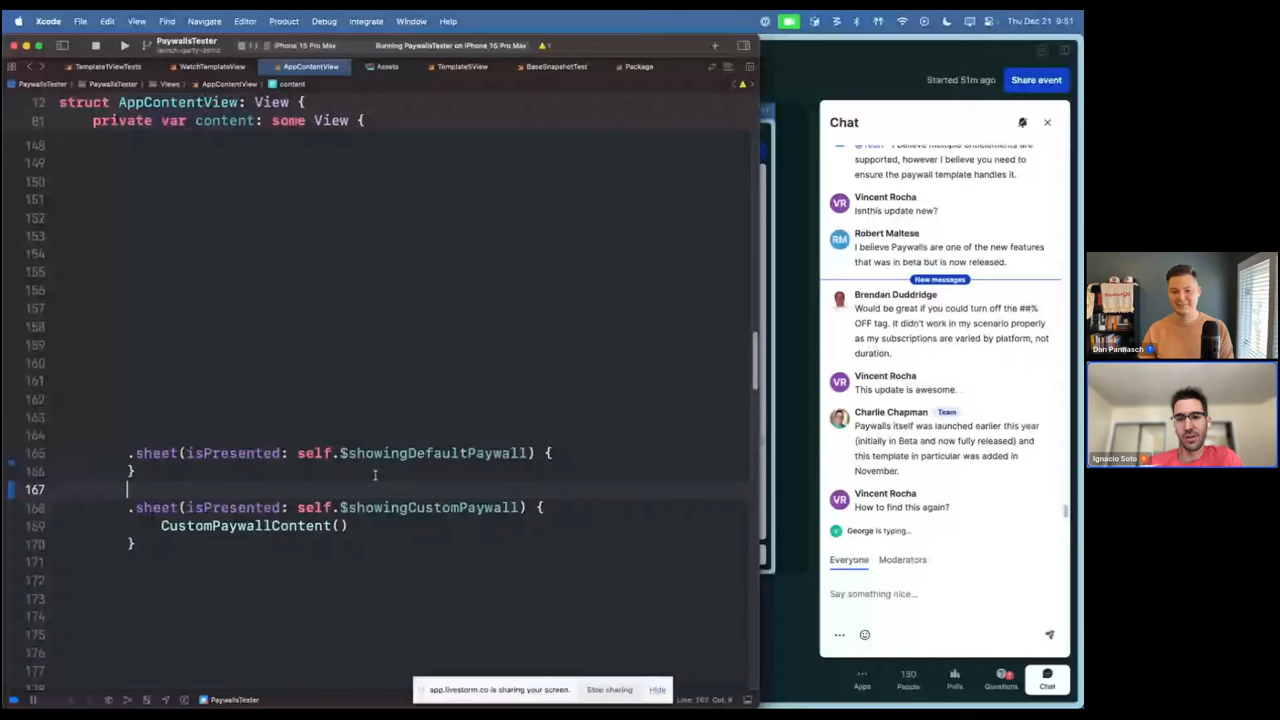 Xcode File Edit View Find Navigate Editor Product Debug Integrate Window Help
Thu Dec 21 9:51
PaywallsTester
iPhone 15 Pro Max
Running PaywallsTester on iPhone 15 Pro Max
1
Template1ViewTests WatchTemplateView AppContentView Assets Template5View BaseSnapshotTest Package
PaywallsTester PaywallsTester Views AppContentView content
12 struct AppContentView: View {
81 private var content: some View {
148
149
150
151
152
153
154
155
156
157
158
159
160
161
162
163
164
165 .sheet(isPresented: self.$showingDefaultPaywall) {
166 }
167
168 .sheet(isPresented: self.$showingCustomPaywall) {
169 CustomPaywallContent()
170 }
171
172
173
174
175
176
177
PaywallsTester
app.livestorm.co is sharing your screen. Stop sharing Hide
Started 51m ago
Share event
Chat
supported, however I believe you need to
ensure the paywall template handles it.
VR
Vincent Rocha
Isnthis update new?
RM
Robert Maltese
I believe Paywalls are one of the new features
that was in beta but is now released.
New messages
Brendan Duddridge
Would be great if you could turn off the ##%
OFF tag. It didn't work in my scenario properly
as my subscriptions are varied by platform, not
duration.
VR
Vincent Rocha
This update is awesome.
Charlie Chapman Team
Paywalls itself was launched earlier this year
(initially in Beta and now fully released) and
this template in particular was added in
November.
VR
Vincent Rocha
How to find this again?
George is typing...
Everyone Moderators
Say something nice...
130
Apps People Polls Questions Chat
Dan Pannasch
Ignacio Soto